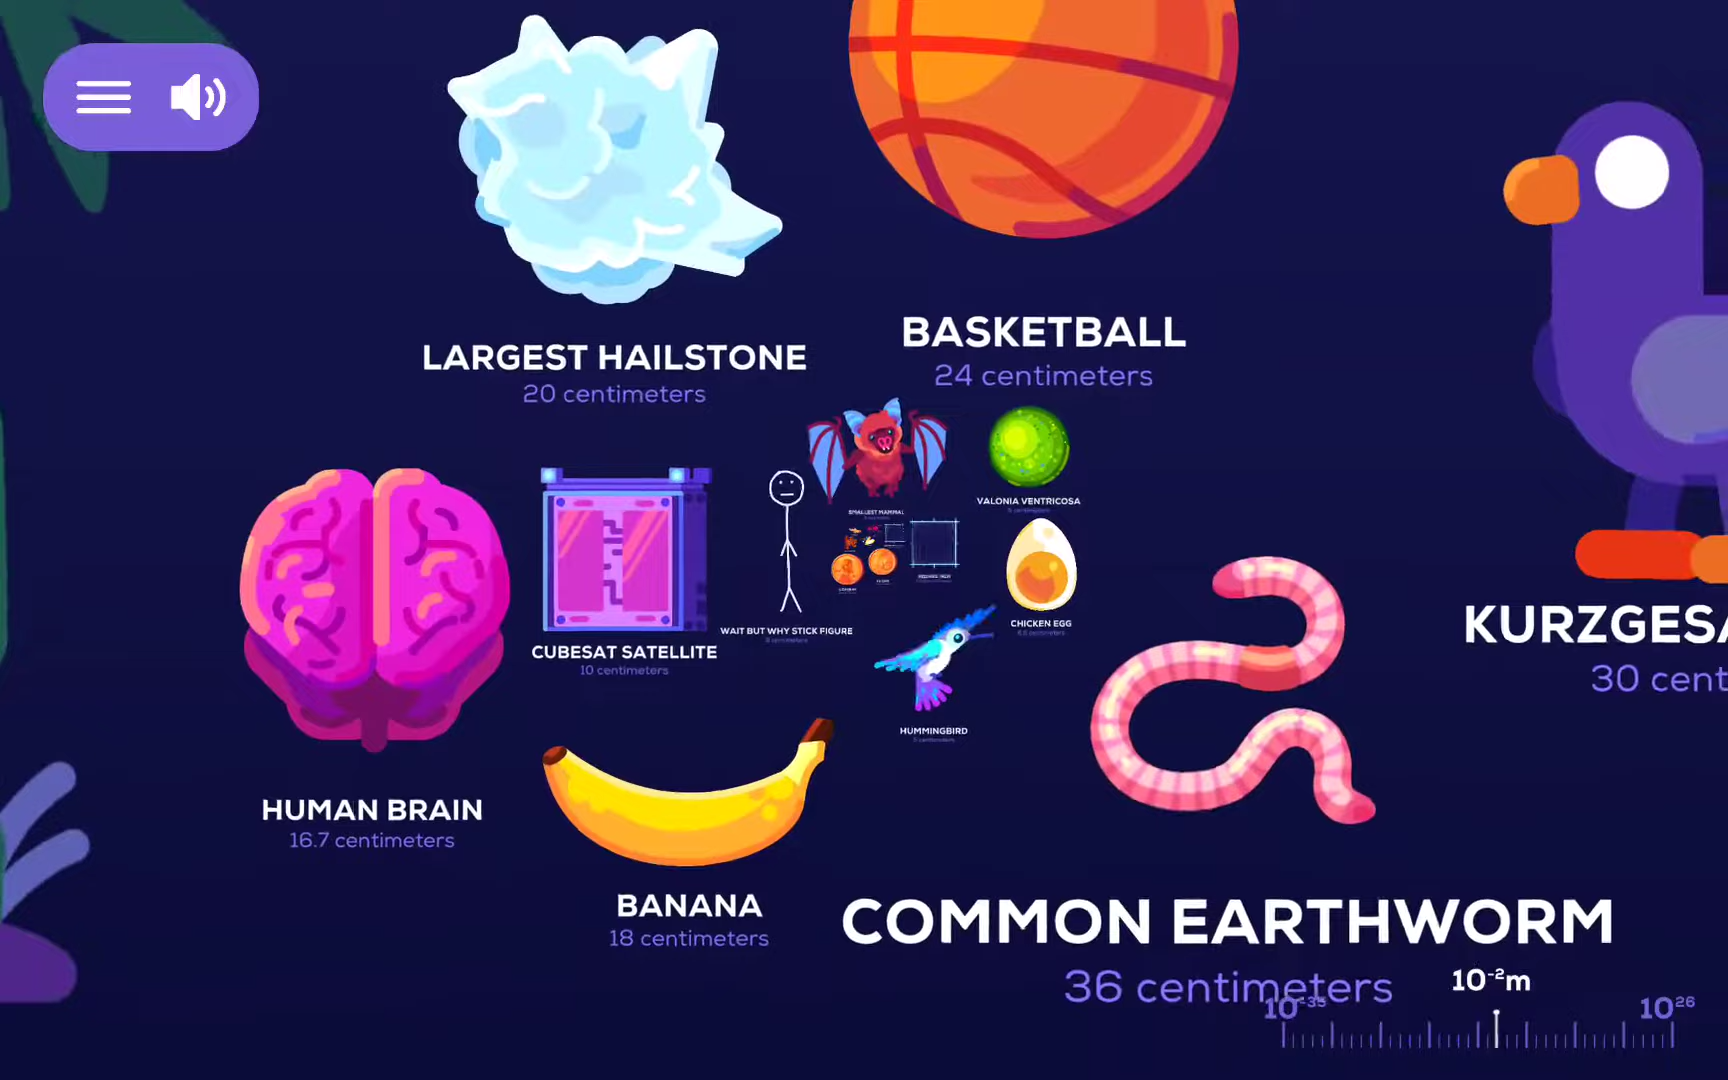 LARGEST HAILSTONE
20 centimeters
BASKETBALL
24 centimeters
SMALLEST MAMMAL
VALONIA VENTRICOSA
WAIT BUT WHY STICK FIGURE
CHICKEN EGG
CUBESAT SATELLITE
10 centimeters
HUMMINGBIRD
KURZGESA
30 cent
HUMAN BRAIN
16.7 centimeters
BANANA
18 centimeters
COMMON EARTHWORM
36 centimeters
10⁻²m
10⁻³⁵
10²⁶